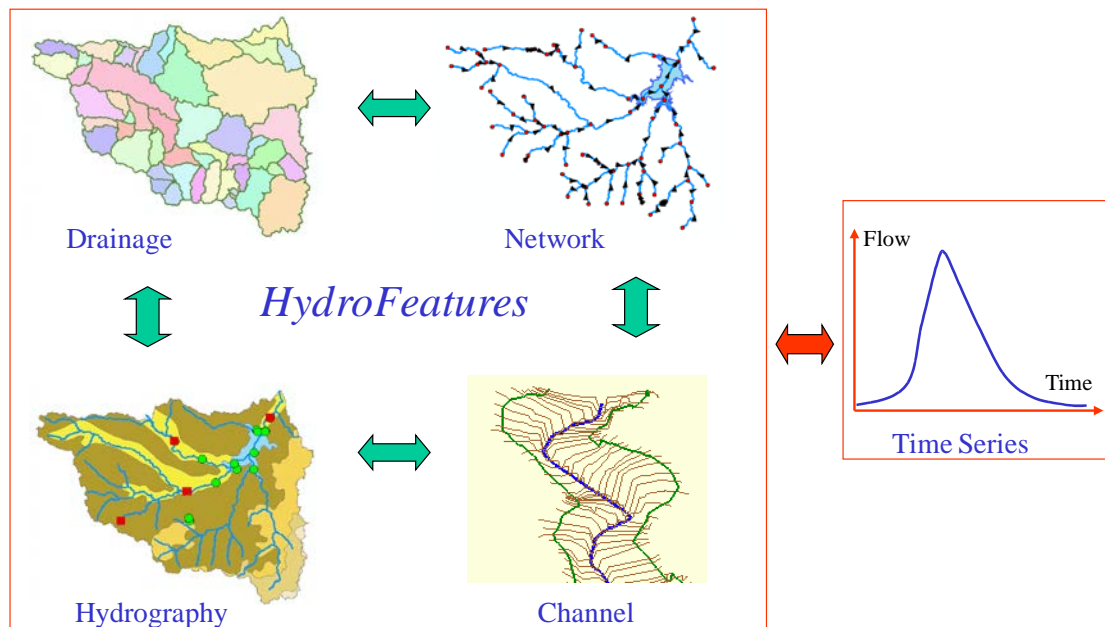 Drainage
Network
HydroFeatures
Hydrography
Channel
Flow
Time
Time Series